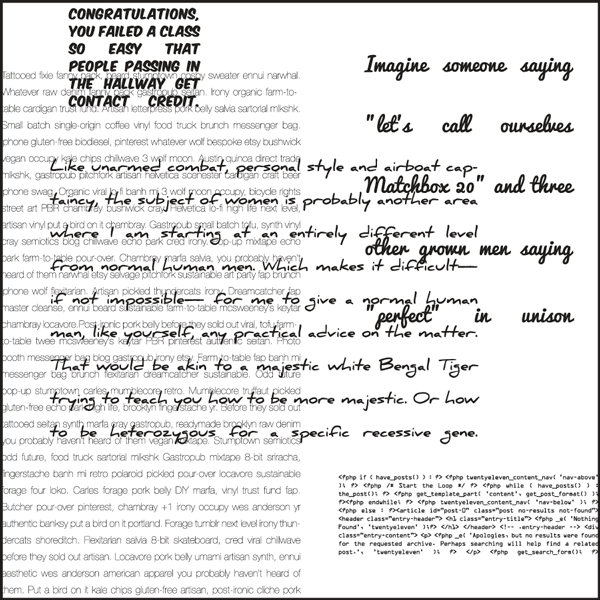 CONGRATULATIONS,
YOU FAILED A CLASS
SO EASY THAT
PEOPLE PASSING IN
THE HALLWAY GET
CONTACT CREDIT.
Imagine someone saying
"let's call ourselves
Matchbox 20" and three
other grown men saying
"perfect" in unison
Like unarmed combat, personal style and airboat cap-
taincy, the subject of women is probably another area
where I am starting at an entirely different level
from normal human men. Which makes it difficult—
if not impossible— for me to give a normal human
man, like yourself, any practical advice on the matter.
That would be akin to a majestic white Bengal Tiger
trying to teach you how to be more majestic. Or how
to be heterozygous for a specific recessive gene.
Tattooed fixie fanny pack, beard stumptown cosby sweater ennui narwhal.
Whatever raw denim fanny pack gastropub seitan. Irony organic farm-to-
table cardigan trust fund. Artisan letterpress pork belly salvia sartorial mlkshk.
Small batch single-origin coffee vinyl food truck brunch messenger bag.
phone gluten-free biodiesel, pinterest whatever wolf bespoke etsy bushwick
vegan occupy kale chips chillwave 3 wolf moon. Austin quinoa direct trade
mlkshk, gastropub pitchfork artisan helvetica scenester cardigan craft beer
phone swag. Organic viral lo-fi banh mi 3 wolf moon occupy, bicycle rights
street art PBR chambray bushwick cray. Helvetica lo-fi high life next level,
artisan vinyl put a bird on it chambray. Gastropub small batch tofu, synth vinyl
cray semiotics blog chillwave echo park cred irony. Pop-up mixtape echo
park farm-to-table pour-over. Chambray marfa salvia, you probably haven't
heard of them narwhal etsy selvage pitchfork sustainable art party fap brunch
phone wolf flexitarian. Artisan pickled thundercats irony. Dreamcatcher fap
master cleanse, ennui beard sustainable farm-to-table mcsweeney's keytar
chambray locavore. Post-ironic pork belly before they sold out viral, tofu farm-
to-table twee mcsweeney's keytar PBR pinterest authentic seitan. Photo
booth messenger bag blog gastropub irony etsy. Farm-to-table fap banh mi
messenger bag brunch flexitarian dreamcatcher sustainable. Odd future
pop-up stumptown carles mumblecore retro. Mumblecore truffaut pickled
gluten-free echo park high life, brooklyn fingerstache yr. Before they sold out
tattooed seitan synth marfa cray gastropub, readymade brooklyn raw denim
you probably haven't heard of them vegan mixtape. Stumptown semiotics
odd future, food truck sartorial mlkshk Gastropub mixtape 8-bit sriracha,
fingerstache banh mi retro polaroid pickled pour-over locavore sustainable
forage four loko. Carles forage pork belly DIY marfa, vinyl trust fund fap.
Butcher pour-over pinterest, chambray +1 irony occupy wes anderson yr
authentic banksy put a bird on it portland. Forage tumblr next level irony thun-
dercats shoreditch. Flexitarian salvia 8-bit skateboard, cred viral chillwave
before they sold out artisan. Locavore pork belly umami artisan synth, ennui
aesthetic wes anderson american apparel you probably haven't heard of
them. Put a bird on it kale chips gluten-free artisan, post-ironic cliche pork
<?php if ( have_posts() ) : ?> <?php twentyeleven_content_nav( 'nav-above'
); ?> <?php /* Start the Loop */ ?> <?php while ( have_posts() ) :
the_post(); ?> <?php get_template_part( 'content', get_post_format() );
<?php endwhile; ?> <?php twentyeleven_content_nav( 'nav-below' ); ?>
<?php else : ?><article id="post-0" class="post no-results not-found">
<header class="entry-header"> <h1 class="entry-title"> <?php _e( 'Nothing
Found', 'twentyeleven' );?> </h1> </header> <!-- .entry-header --> <div
class="entry-content"> <p> <?php _e( 'Apologies, but no results were found
for the requested archive. Perhaps searching will help find a related
post.', 'twentyeleven' ); ?> </p> <?php get_search_form(); ?>